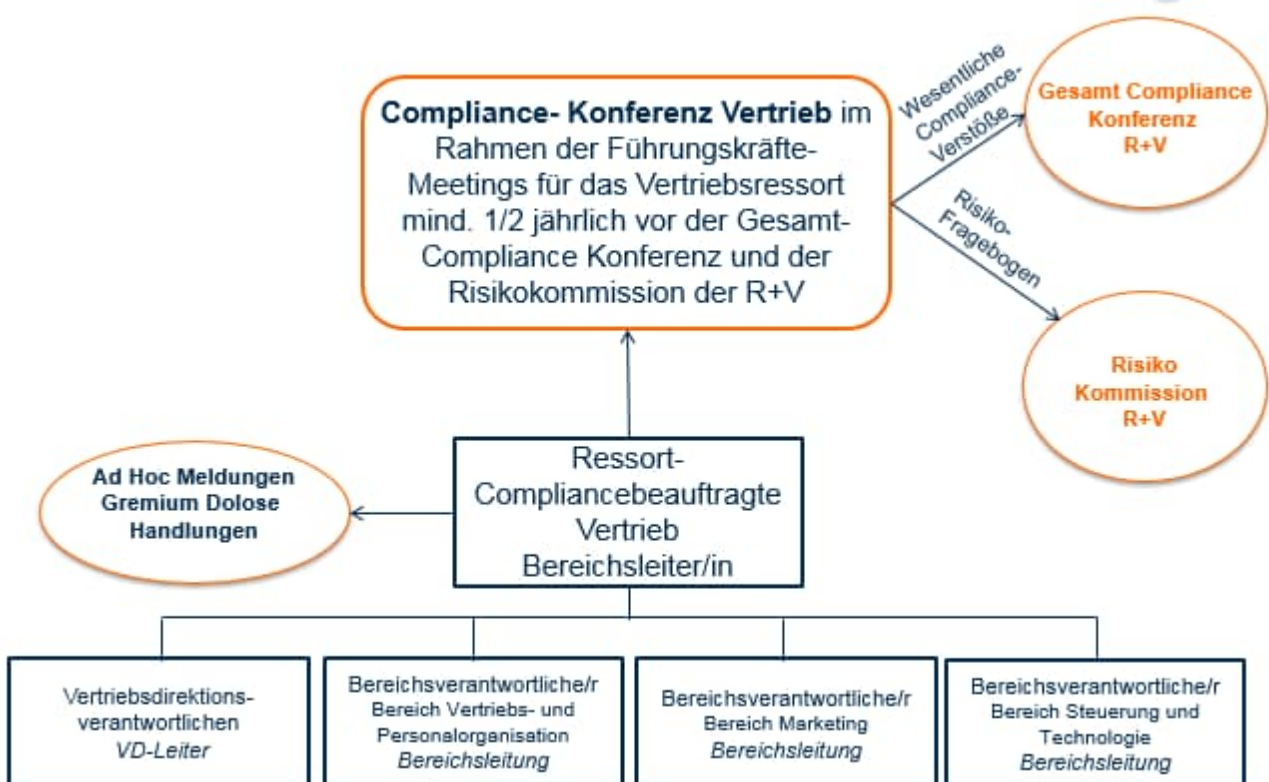 Compliance- Konferenz Vertrieb im
Rahmen der Führungskräfte-
Meetings für das Vertriebsressort
mind. 1/2 jährlich vor der Gesamt-
Compliance Konferenz und der
Risikokommission der R+V
Wesentliche
Compliance-
Verstöße
Gesamt Compliance
Konferenz
R+V
Risiko-
Fragebogen
Risiko
Kommission
R+V
Ad Hoc Meldungen
Gremium Dolose
Handlungen
Ressort-
Compliancebeauftragte
Vertrieb
Bereichsleiter/in
Vertriebsdirektions-
verantwortlichen
VD-Leiter
Bereichsverantwortliche/r
Bereich Vertriebs- und
Personalorganisation
Bereichsleitung
Bereichsverantwortliche/r
Bereich Marketing
Bereichsleitung
Bereichsverantwortliche/r
Bereich Steuerung und
Technologie
Bereichsleitung